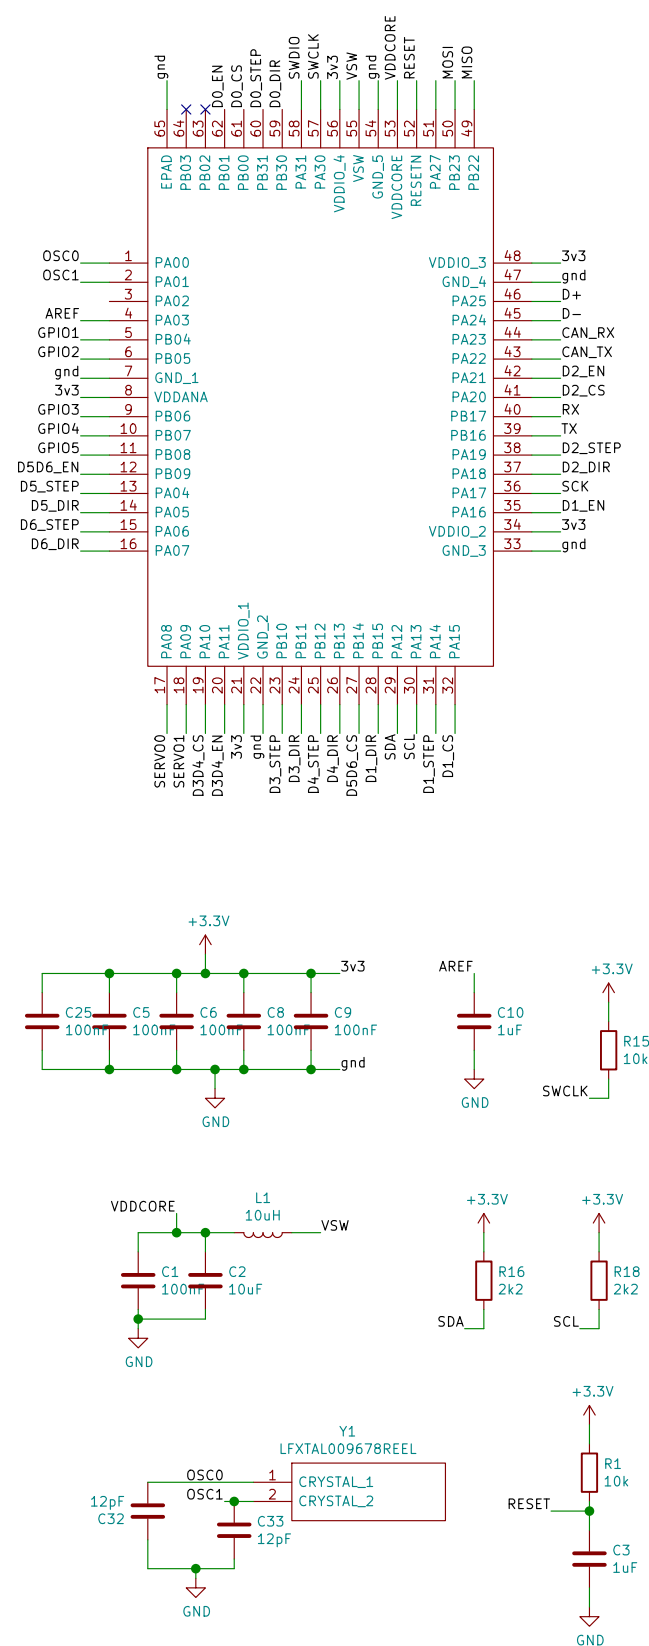 gnd
D0_EN
D0_CS
D0_STEP
D0_DIR
SWDIO
SWCLK
3v3
VSW
gnd
VDDCORE
RESET
MOSI
MISO
65 64 63 62 61 60 59 58 57 56 55 54 53 52 51 50 49
EPAD
PB03
PB02
PB01
PB00
PB31
PB30
PA31
PA30
VDDIO_4
VSW
GND_5
VDDCORE
RESETN
PA27
PB23
PB22
OSC0 1 PA00
OSC1 2 PA01
3 PA02
AREF 4 PA03
GPIO1 5 PB04
GPIO2 6 PB05
gnd 7 GND_1
3v3 8 VDDANA
GPIO3 9 PB06
GPIO4 10 PB07
GPIO5 11 PB08
D5D6_EN 12 PB09
D5_STEP 13 PA04
D5_DIR 14 PA05
D6_STEP 15 PA06
D6_DIR 16 PA07
VDDIO_3 48 3v3
GND_4 47 gnd
PA25 46 D+
PA24 45 D-
PA23 44 CAN_RX
PA22 43 CAN_TX
PA21 42 D2_EN
PA20 41 D2_CS
PB17 40 RX
PB16 39 TX
PA19 38 D2_STEP
PA18 37 D2_DIR
PA17 36 SCK
PA16 35 D1_EN
VDDIO_2 34 3v3
GND_3 33 gnd
PA08
PA09
PA10
PA11
VDDIO_1
GND_2
PB10
PB11
PB12
PB13
PB14
PB15
PA12
PA13
PA14
PA15
17 18 19 20 21 22 23 24 25 26 27 28 29 30 31 32
SERVO0
SERVO1
D3D4_CS
D3D4_EN
3v3
gnd
D3_STEP
D3_DIR
D4_STEP
D4_DIR
D5D6_CS
D1_DIR
SDA
SCL
D1_STEP
D1_CS
+3.3V
3v3
C25
100nF
C5
100nF
C6
100nF
C8
100nF
C9
100nF
gnd
GND
AREF
C10
1uF
GND
+3.3V
R15
10k
SWCLK
VDDCORE
L1
10uH
VSW
C1
100nF
C2
10uF
GND
+3.3V
R16
2k2
SDA
+3.3V
R18
2k2
SCL
Y1
LFXTAL009678REEL
OSC0 1 CRYSTAL_1
OSC1 2 CRYSTAL_2
12pF
C32
C33
12pF
GND
+3.3V
R1
10k
RESET
C3
1uF
GND